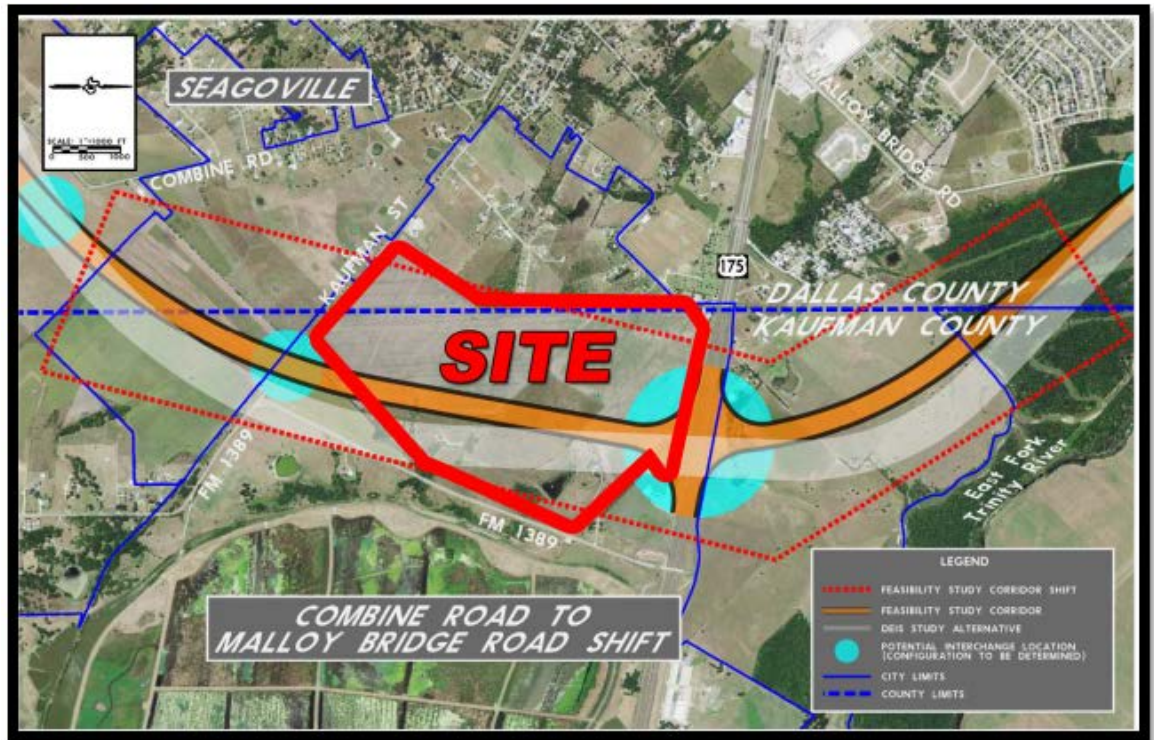 SEAGOVILLE
SCALE: 1"=1000 FT
0 500 1000
COMBINE RD
KAUFMAN ST
MALLOY BRIDGE RD
175
DALLAS COUNTY
KAUFMAN COUNTY
SITE
FM 1389
FM 1389
East Fork
Trinity River
COMBINE ROAD TO
MALLOY BRIDGE ROAD SHIFT
LEGEND
FEASIBILITY STUDY CORRIDOR SHIFT
FEASIBILITY STUDY CORRIDOR
DEIS STUDY ALTERNATIVE
POTENTIAL INTERCHANGE LOCATION
(CONFIGURATION TO BE DETERMINED)
CITY LIMITS
COUNTY LIMITS